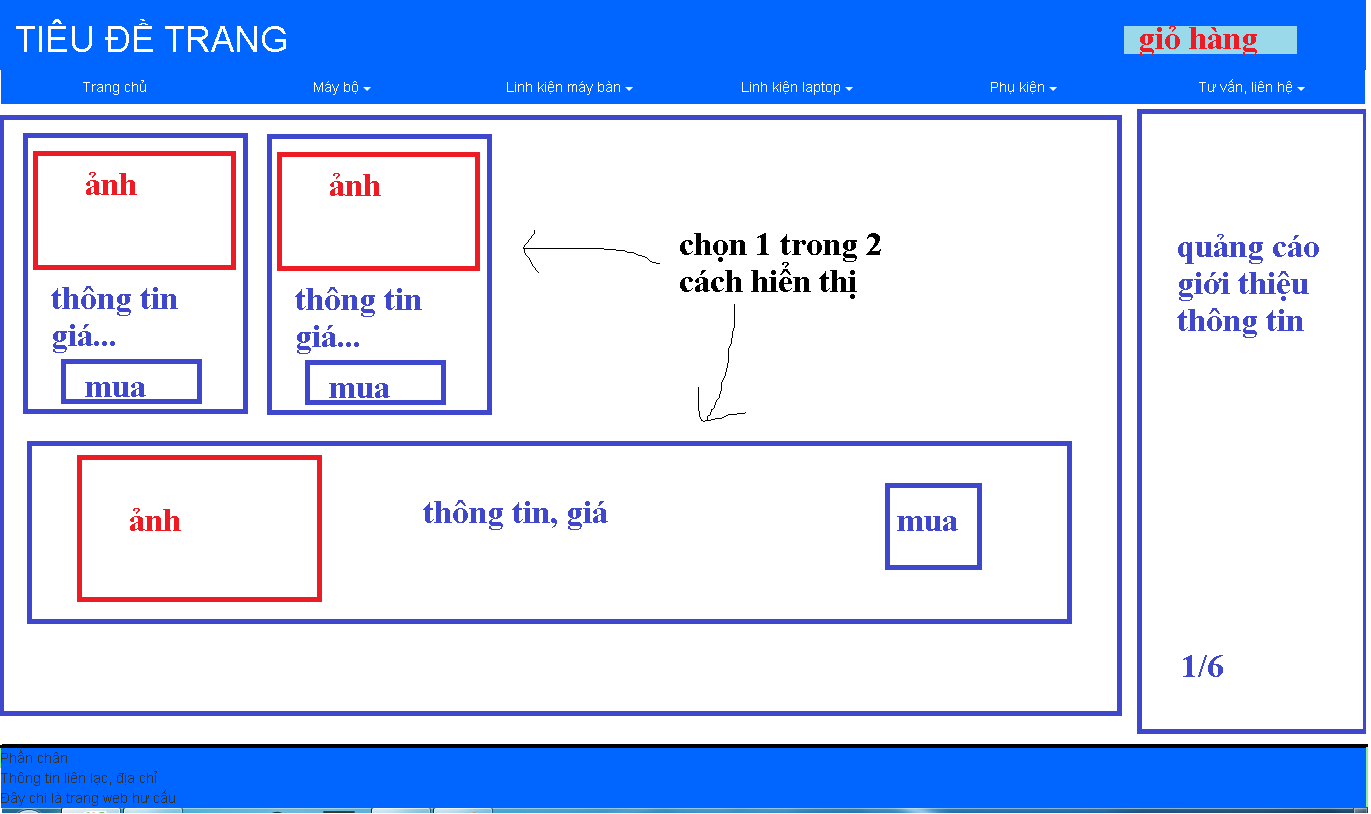 TIÊU ĐỀ TRANG
giỏ hàng
Trang chủ
Máy bộ
Linh kiện máy bàn
Linh kiện laptop
Phụ kiện
Tư vấn, liên hệ
ảnh
thông tin
giá...
mua
ảnh
thông tin
giá...
mua
chọn 1 trong 2
cách hiển thị
ảnh
thông tin, giá
mua
quảng cáo
giới thiệu
thông tin
1/6
Phần chân
Thông tin liên lạc, địa chỉ
Đây chỉ là trang web hư cấu